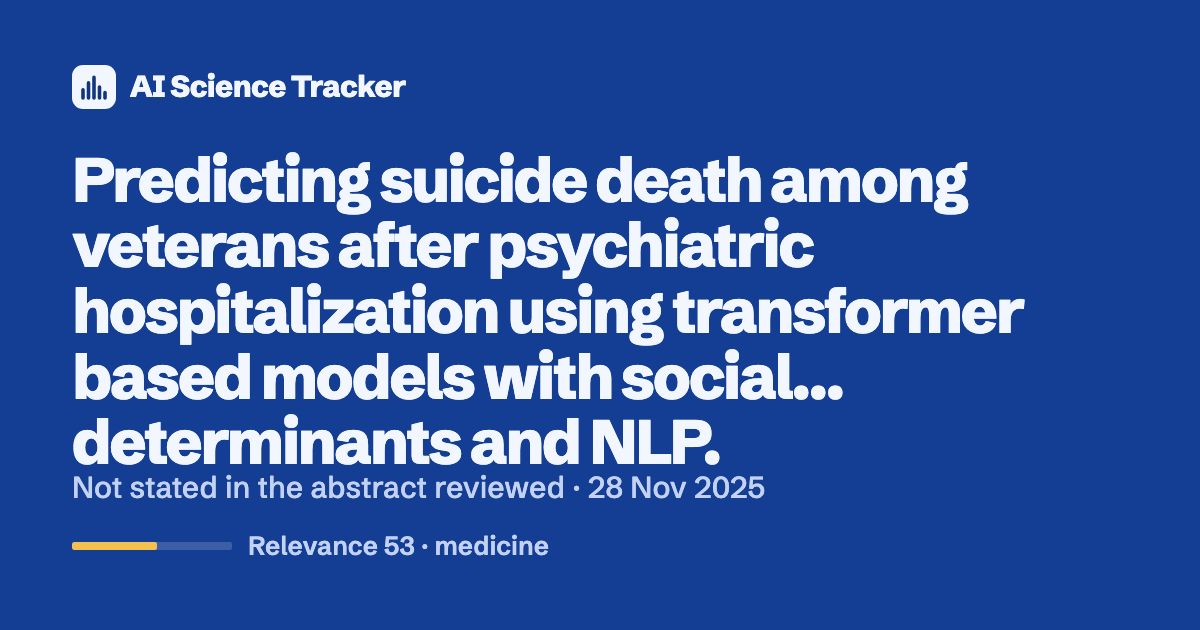 AI Science Tracker
Predicting suicide death among
veterans after psychiatric
hospitalization using transformer
based models with social...
determinants and NLP.
Not stated in the abstract reviewed · 28 Nov 2025
Relevance 53 · medicine